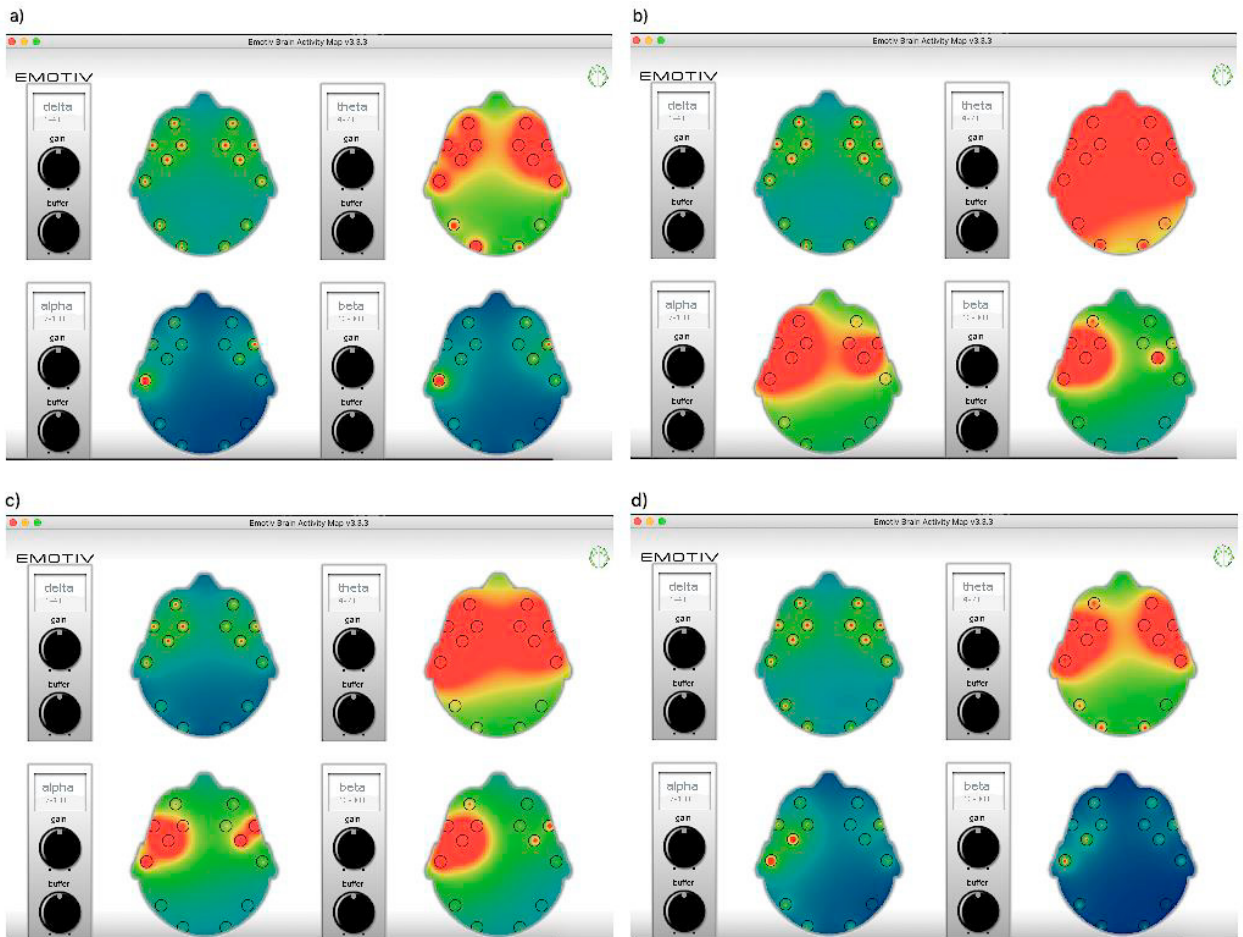 a)
Emotiv Brain Activity Map v3.3.3
EMOTIV
delta
gain
buffer
theta
gain
buffer
alpha
gain
buffer
beta
gain
buffer
b)
Emotiv Brain Activity Map v3.3.3
EMOTIV
delta
gain
buffer
theta
gain
buffer
alpha
gain
buffer
beta
gain
buffer
c)
Emotiv Brain Activity Map v3.3.3
EMOTIV
delta
gain
buffer
theta
gain
buffer
alpha
gain
buffer
beta
gain
buffer
d)
Emotiv Brain Activity Map v3.3.3
EMOTIV
delta
gain
buffer
theta
gain
buffer
alpha
gain
buffer
beta
gain
buffer